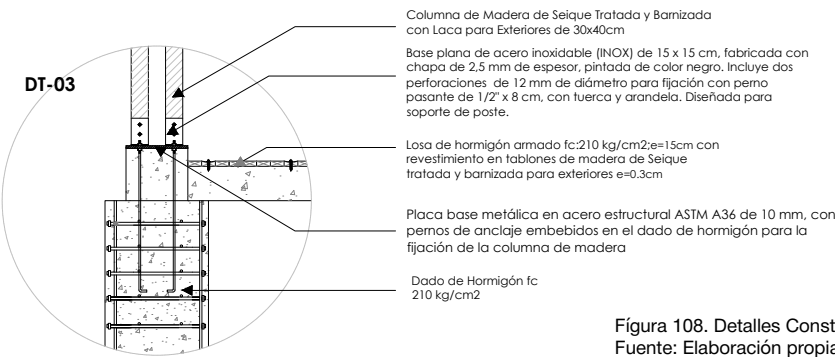 DT-03
Columna de Madera de Seique Tratada y Barnizada
con Laca para Exteriores de 30x40cm
Base plana de acero inoxidable (INOX) de 15 x 15 cm, fabricada con
chapa de 2,5 mm de espesor, pintada de color negro. Incluye dos
perforaciones de 12 mm de diámetro para fijación con perno
pasante de 1/2" x 8 cm, con tuerca y arandela. Diseñada para
soporte de poste.
Losa de hormigón armado fc:210 kg/cm2;e=15cm con
revestimiento en tablones de madera de Seique
tratada y barnizada para exteriores e=0.3cm
Placa base metálica en acero estructural ASTM A36 de 10 mm, con
pernos de anclaje embebidos en el dado de hormigón para la
fijación de la columna de madera
Dado de Hormigón fc
210 kg/cm2
Fígura 108. Detalles Const
Fuente: Elaboración propia